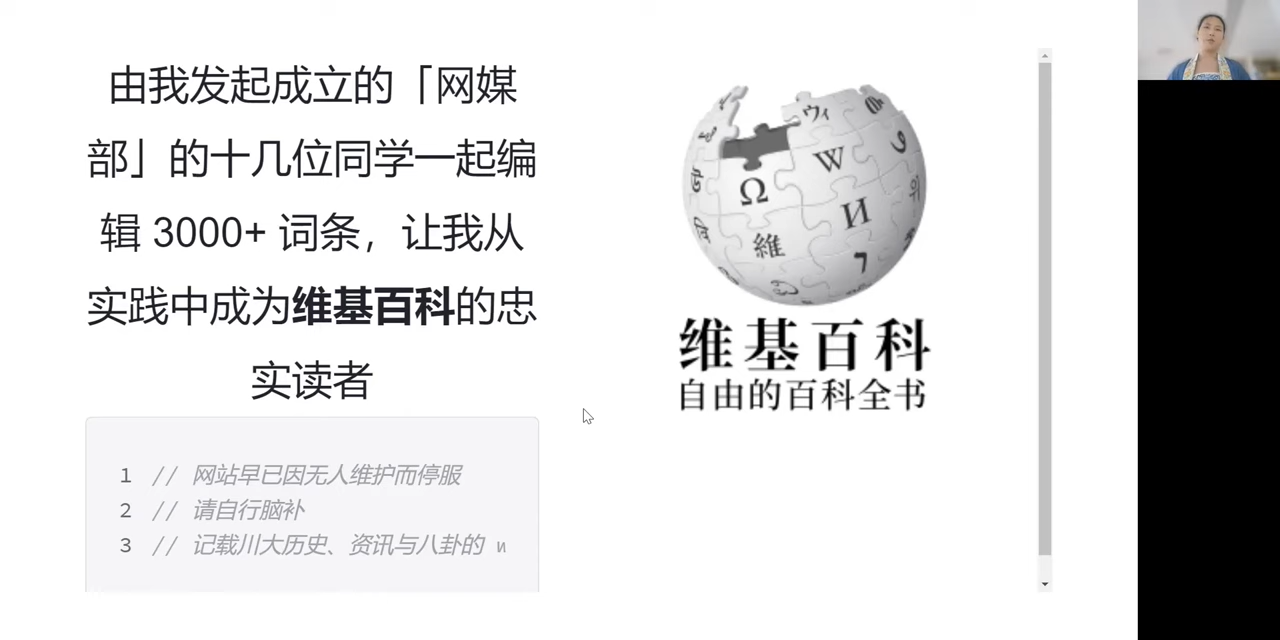 由我发起成立的「网媒
部」的十几位同学一起编
辑 3000+ 词条，让我从
实践中成为维基百科的忠
实读者
1 // 网站早已因无人维护而停服
2 // 请自行脑补
3 // 记载川大历史、资讯与八卦的 и
Ω
W
И
維
ウィ
维基百科
自由的百科全书